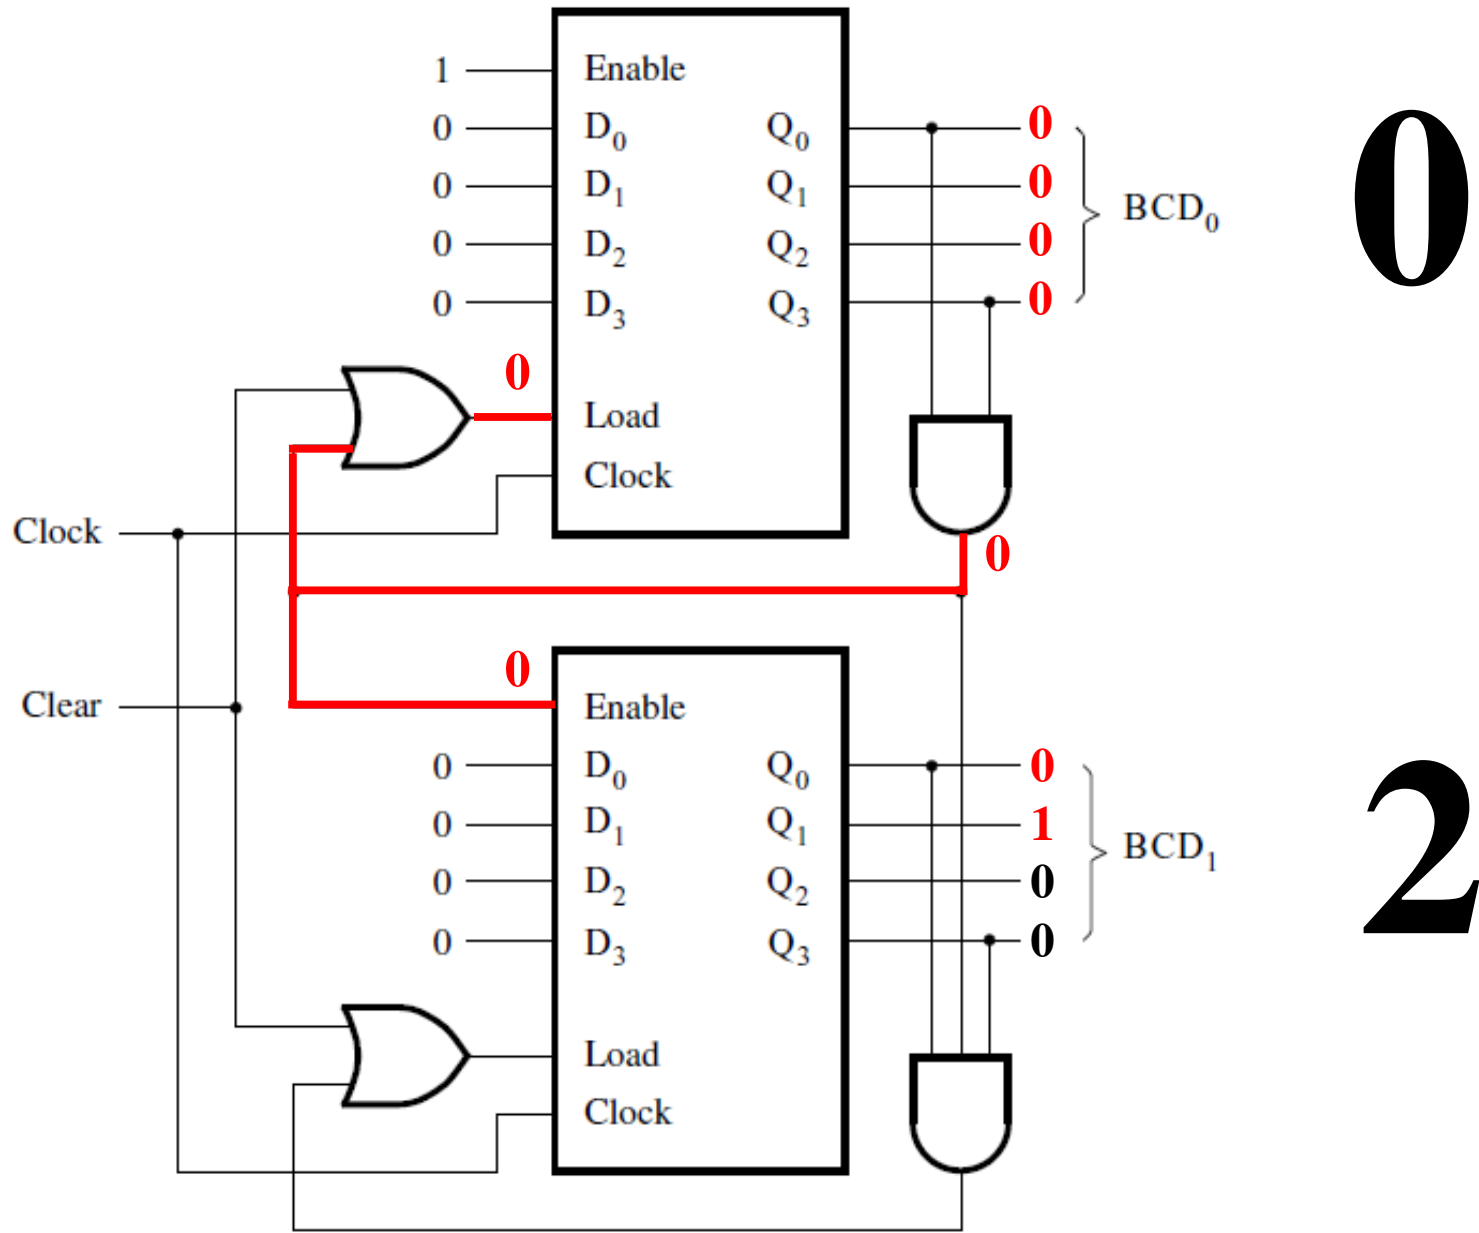 1 Enable
0 D0 Q0 0
0 D1 Q1 0
BCD0 0
0 D2 Q2 0
0 D3 Q3 0
0
Load
Clock
Clock
0
0
Clear
Enable
0 D0 Q0 0
0 D1 Q1 1
BCD1 2
0 D2 Q2 0
0 D3 Q3 0
Load
Clock